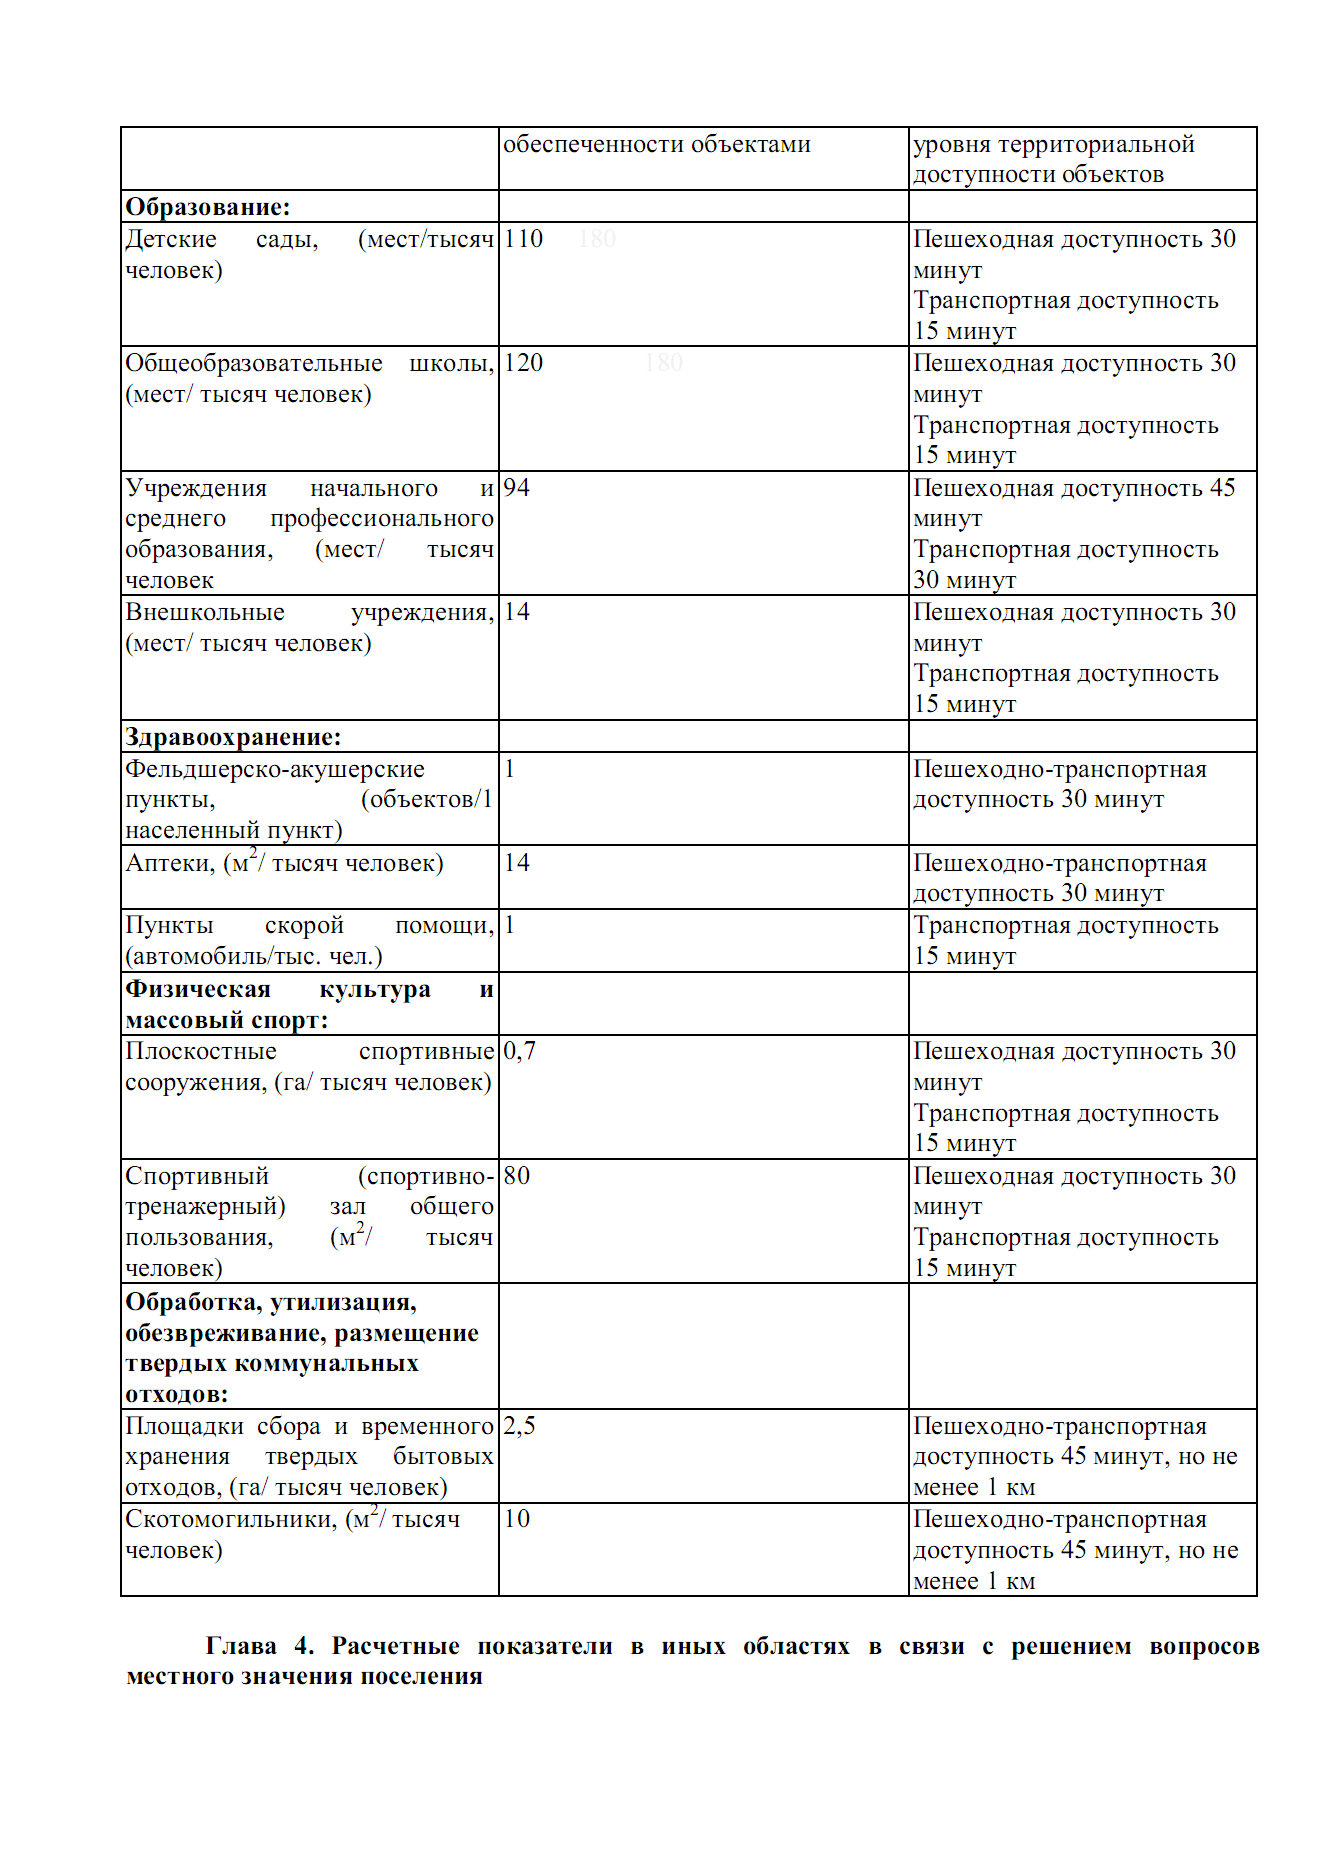 обеспеченности объектами
уровня территориальной
доступности объектов
Образование:
Детские сады, (мест/тысяч
человек)
110 180
Пешеходная доступность 30
минут
Транспортная доступность
15 минут
Общеобразовательные школы,
(мест/ тысяч человек)
120 180
Пешеходная доступность 30
минут
Транспортная доступность
15 минут
Учреждения начального и
среднего профессионального
образования, (мест/ тысяч
человек
94
Пешеходная доступность 45
минут
Транспортная доступность
30 минут
Внешкольные учреждения,
(мест/ тысяч человек)
14
Пешеходная доступность 30
минут
Транспортная доступность
15 минут
Здравоохранение:
Фельдшерско-акушерские
пункты, (объектов/1
населенный пункт)
1
Пешеходно-транспортная
доступность 30 минут
Аптеки, (м²/ тысяч человек)
14
Пешеходно-транспортная
доступность 30 минут
Пункты скорой помощи,
(автомобиль/тыс. чел.)
1
Транспортная доступность
15 минут
Физическая культура и
массовый спорт:
Плоскостные спортивные
сооружения, (га/ тысяч человек)
0,7
Пешеходная доступность 30
минут
Транспортная доступность
15 минут
Спортивный (спортивно-
тренажерный) зал общего
пользования, (м²/ тысяч
человек)
80
Пешеходная доступность 30
минут
Транспортная доступность
15 минут
Обработка, утилизация,
обезвреживание, размещение
твердых коммунальных
отходов:
Площадки сбора и временного
хранения твердых бытовых
отходов, (га/ тысяч человек)
2,5
Пешеходно-транспортная
доступность 45 минут, но не
менее 1 км
Скотомогильники, (м²/ тысяч
человек)
10
Пешеходно-транспортная
доступность 45 минут, но не
менее 1 км
Глава 4. Расчетные показатели в иных областях в связи с решением вопросов
местного значения поселения